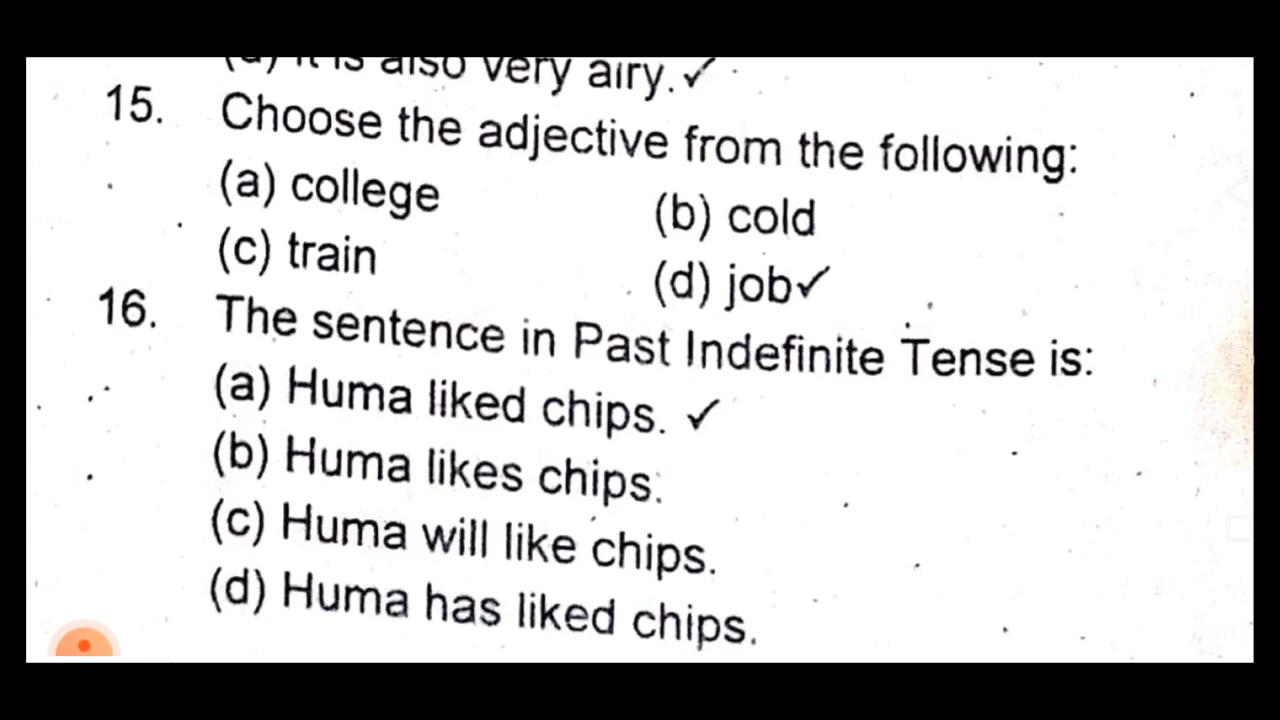 (d) It is also very airy.✓
15. Choose the adjective from the following:
(a) college (b) cold
(c) train (d) job✓
16. The sentence in Past Indefinite Tense is:
(a) Huma liked chips. ✓
(b) Huma likes chips.
(c) Huma will like chips.
(d) Huma has liked chips.